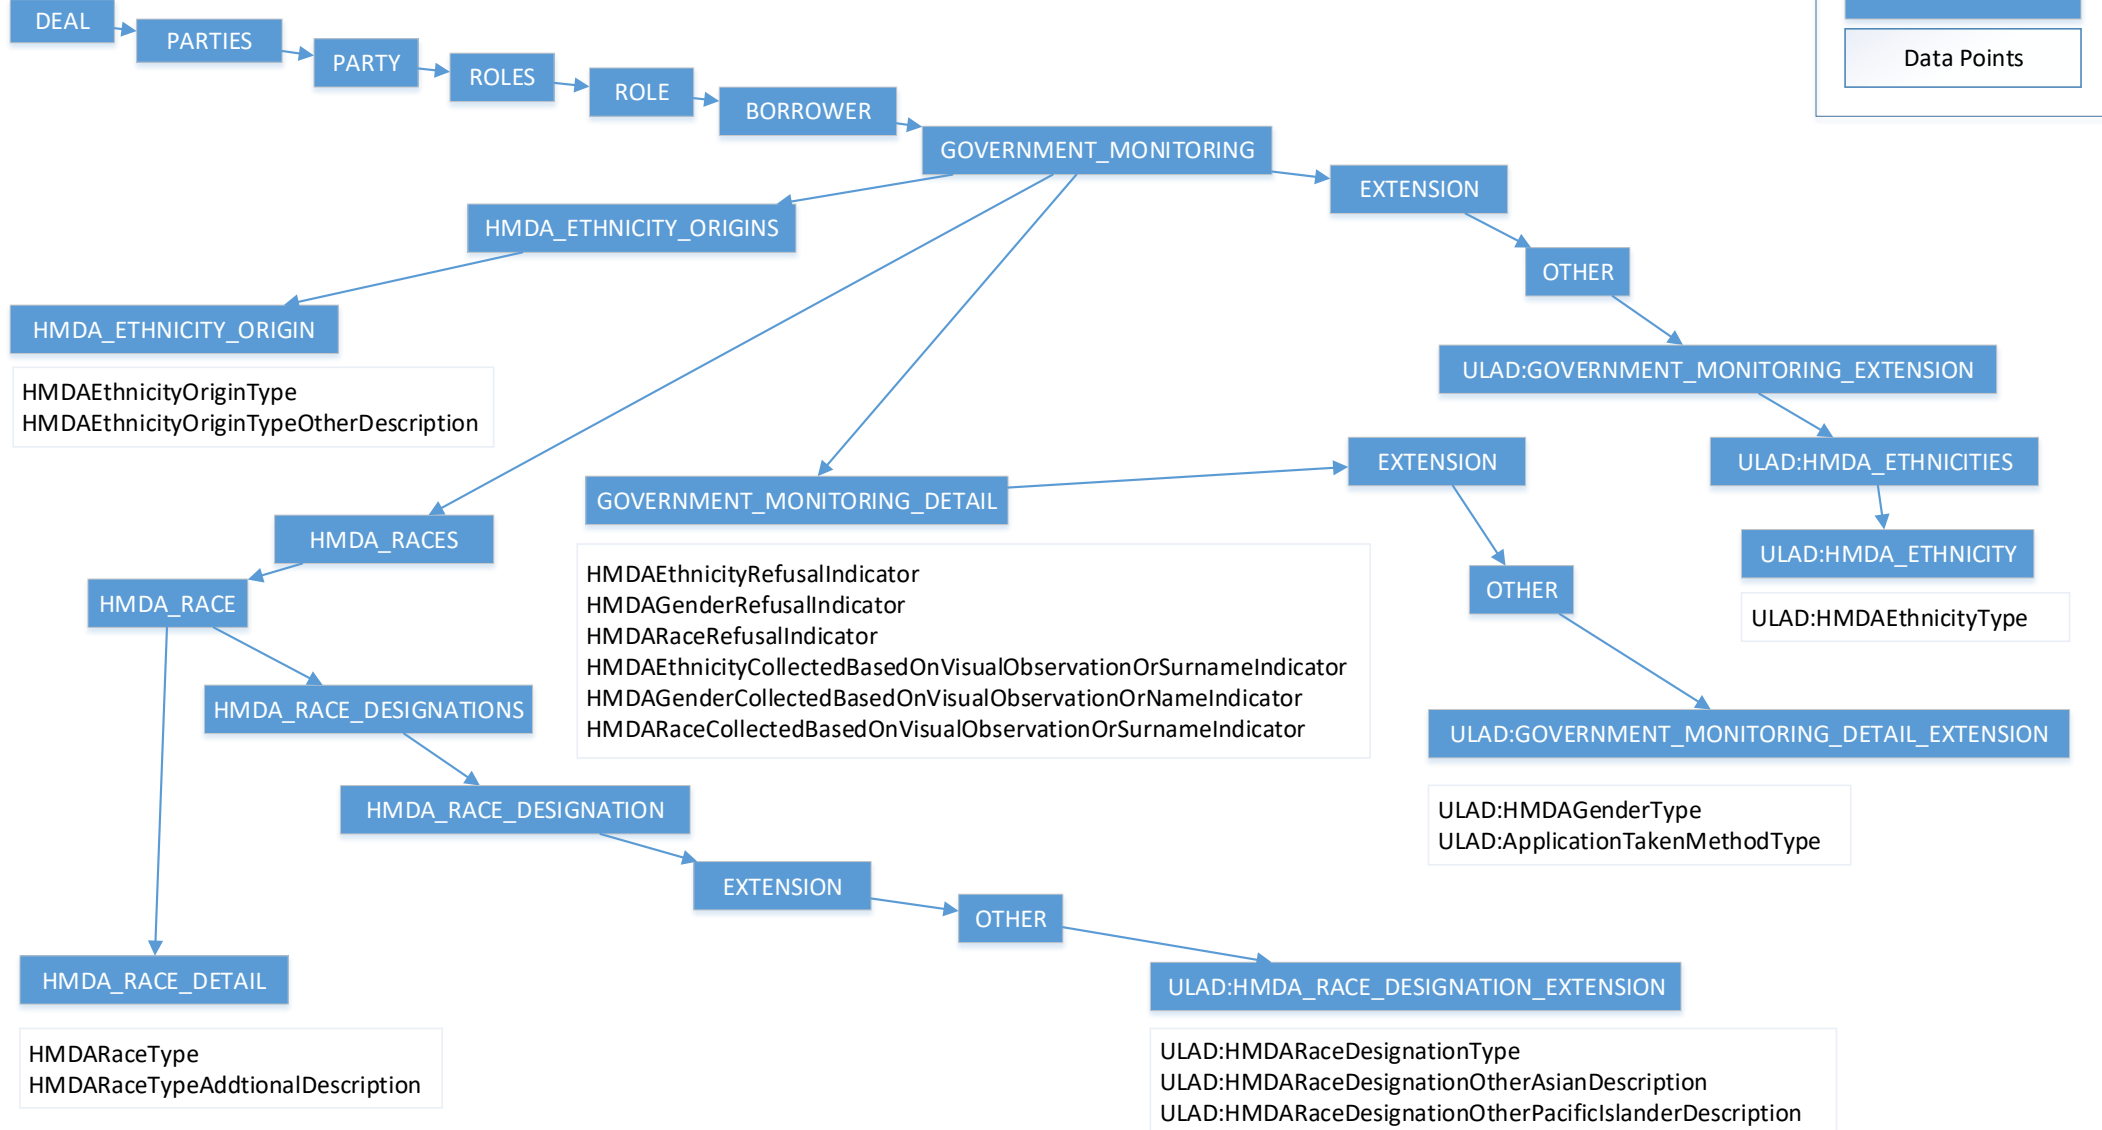 DEAL
PARTIES
PARTY
ROLES
ROLE
BORROWER
Data Points
GOVERNMENT_MONITORING
EXTENSION
HMDA_ETHNICITY_ORIGINS
OTHER
HMDA_ETHNICITY_ORIGIN
HMDAEthnicityOriginType
HMDAEthnicityOriginTypeOtherDescription
ULAD:GOVERNMENT_MONITORING_EXTENSION
ULAD:HMDA_ETHNICITIES
ULAD:HMDA_ETHNICITY
ULAD:HMDAEthnicityType
GOVERNMENT_MONITORING_DETAIL
EXTENSION
HMDAEthnicityRefusalIndicator
HMDAGenderRefusalIndicator
HMDARaceRefusalIndicator
HMDAEthnicityCollectedBasedOnVisualObservationOrSurnameIndicator
HMDAGenderCollectedBasedOnVisualObservationOrNameIndicator
HMDARaceCollectedBasedOnVisualObservationOrSurnameIndicator
OTHER
ULAD:GOVERNMENT_MONITORING_DETAIL_EXTENSION
ULAD:HMDAGenderType
ULAD:ApplicationTakenMethodType
HMDA_RACES
HMDA_RACE
HMDA_RACE_DESIGNATIONS
HMDA_RACE_DESIGNATION
EXTENSION
OTHER
HMDA_RACE_DETAIL
HMDARaceType
HMDARaceTypeAddtionalDescription
ULAD:HMDA_RACE_DESIGNATION_EXTENSION
ULAD:HMDARaceDesignationType
ULAD:HMDARaceDesignationOtherAsianDescription
ULAD:HMDARaceDesignationOtherPacificIslanderDescription